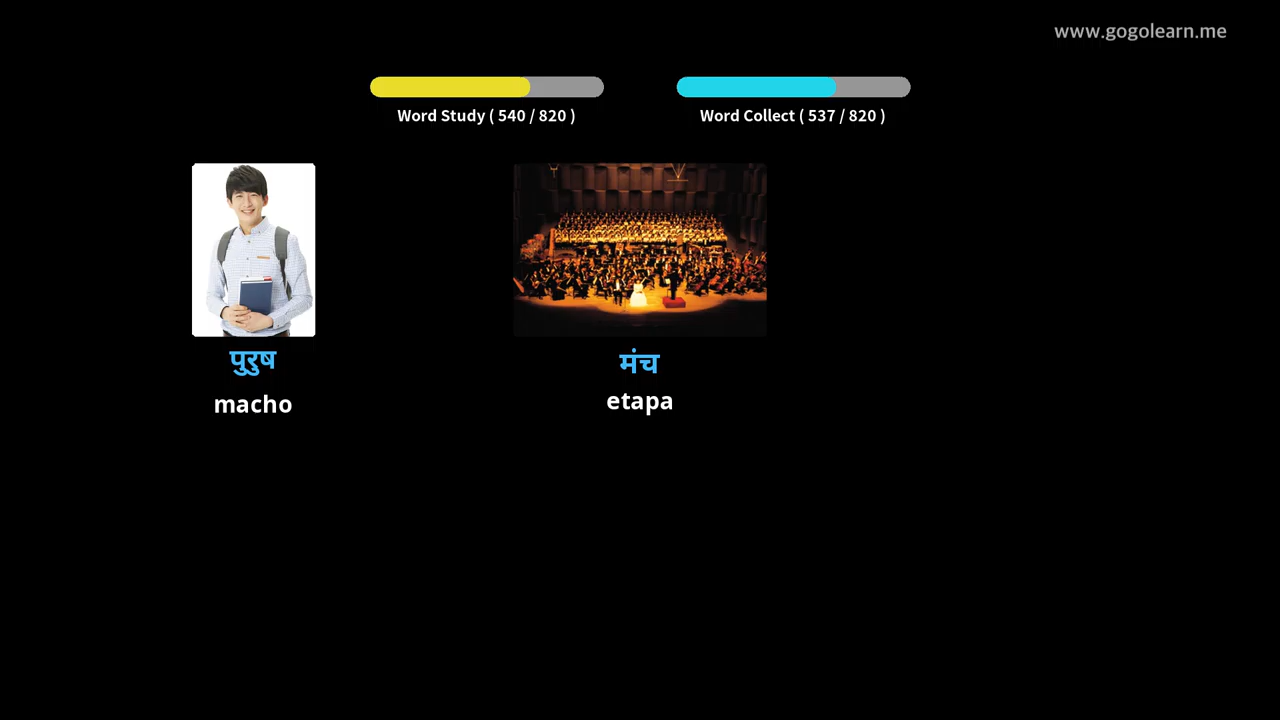 www.gogolearn.me
Word Study ( 540 / 820 )
Word Collect ( 537 / 820 )
पुरुष
macho
मंच
etapa